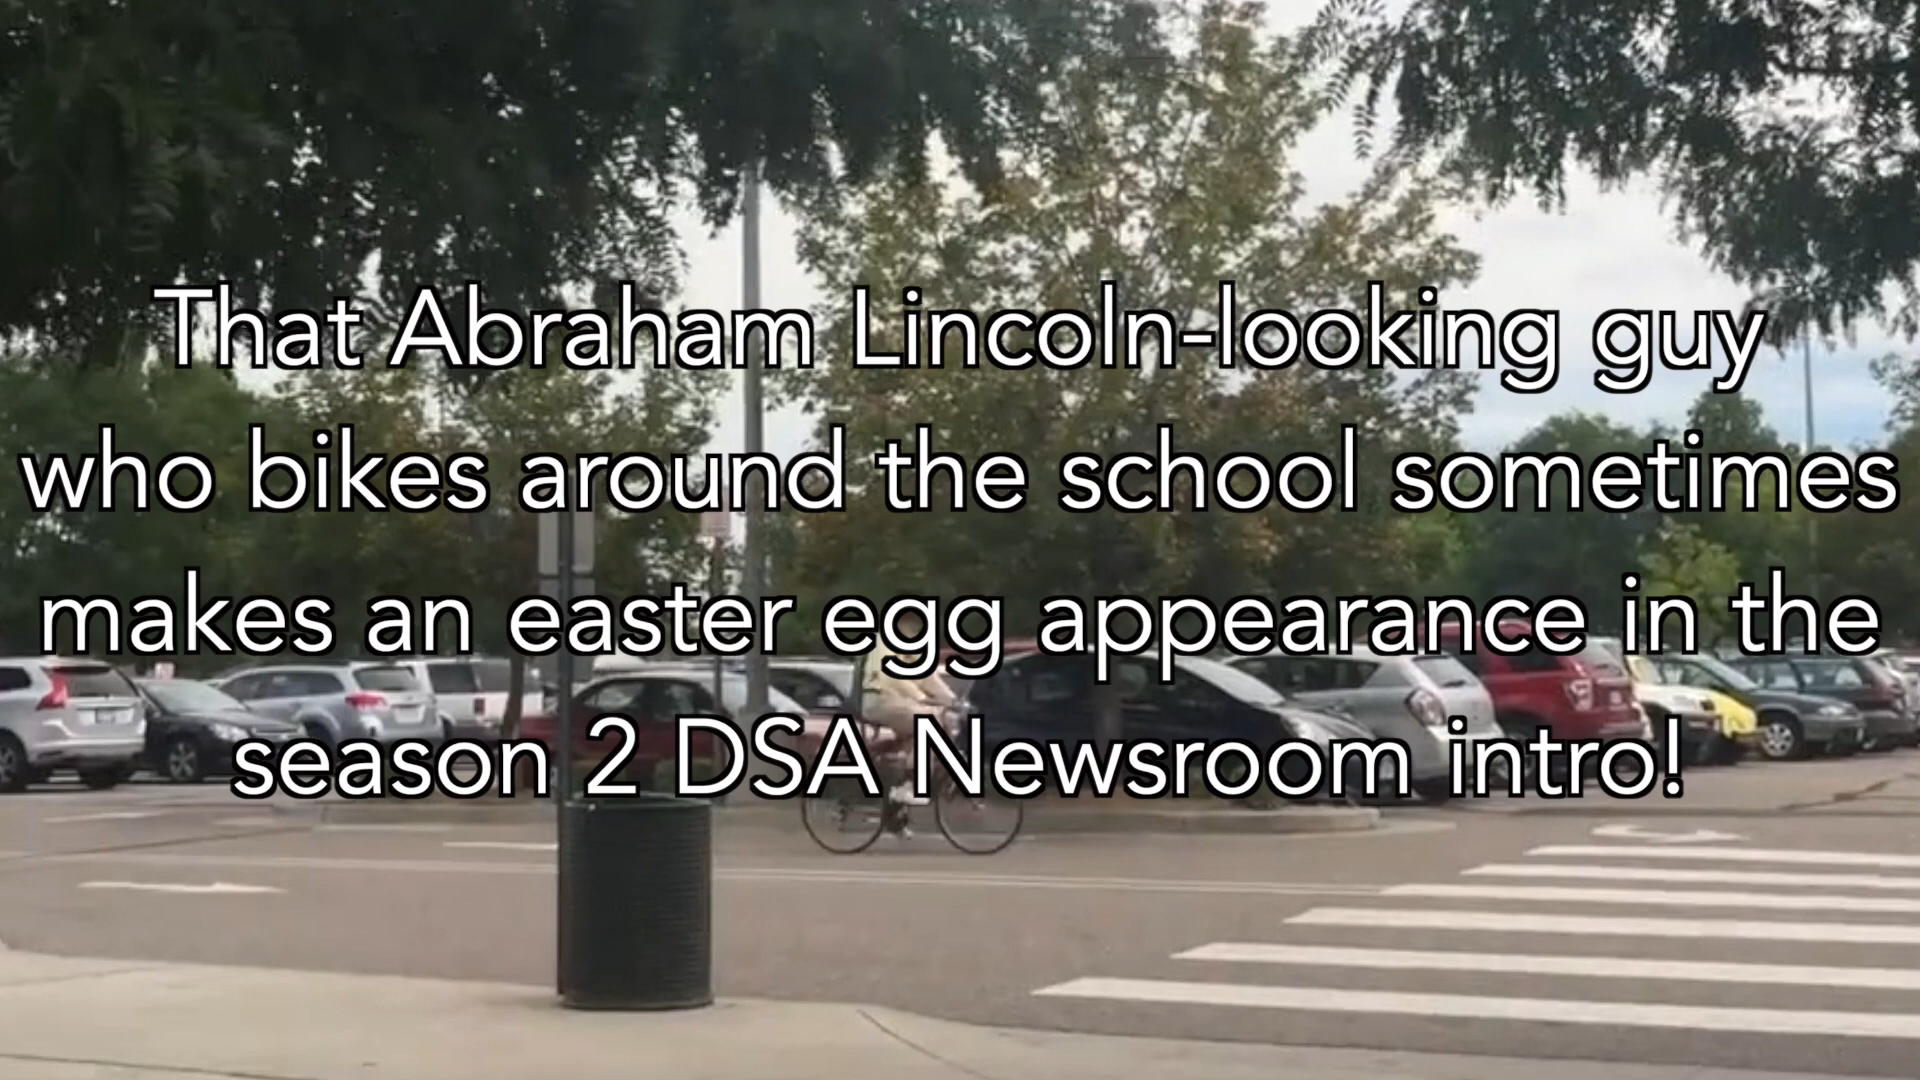 That Abraham Lincoln-looking guy
who bikes around the school sometimes
makes an easter egg appearance in the
season 2 DSA Newsroom intro!